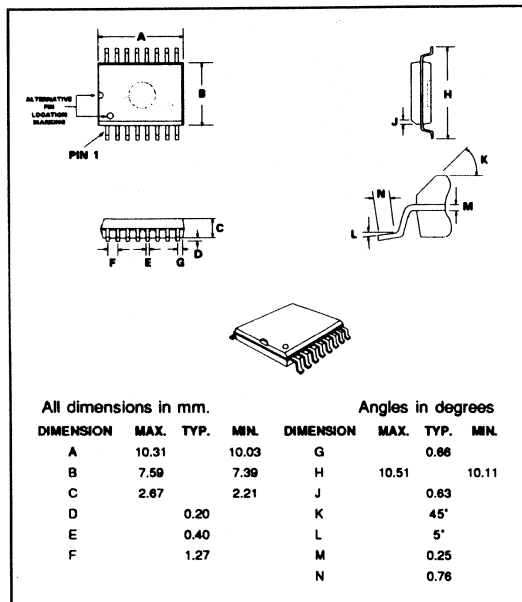 A
ALTERNATIVE
PIN
LOCATION
MARKING
B
PIN 1
H
J
K
N
M
L
C
D
F
E
G
All dimensions in mm.
Angles in degrees
DIMENSION MAX. TYP. MIN. DIMENSION MAX. TYP. MIN.
A 10.31 10.03 G 0.66
B 7.59 7.39 H 10.51 10.11
C 2.67 2.21 J 0.63
D 0.20 K 45°
E 0.40 L 5°
F 1.27 M 0.25
N 0.76